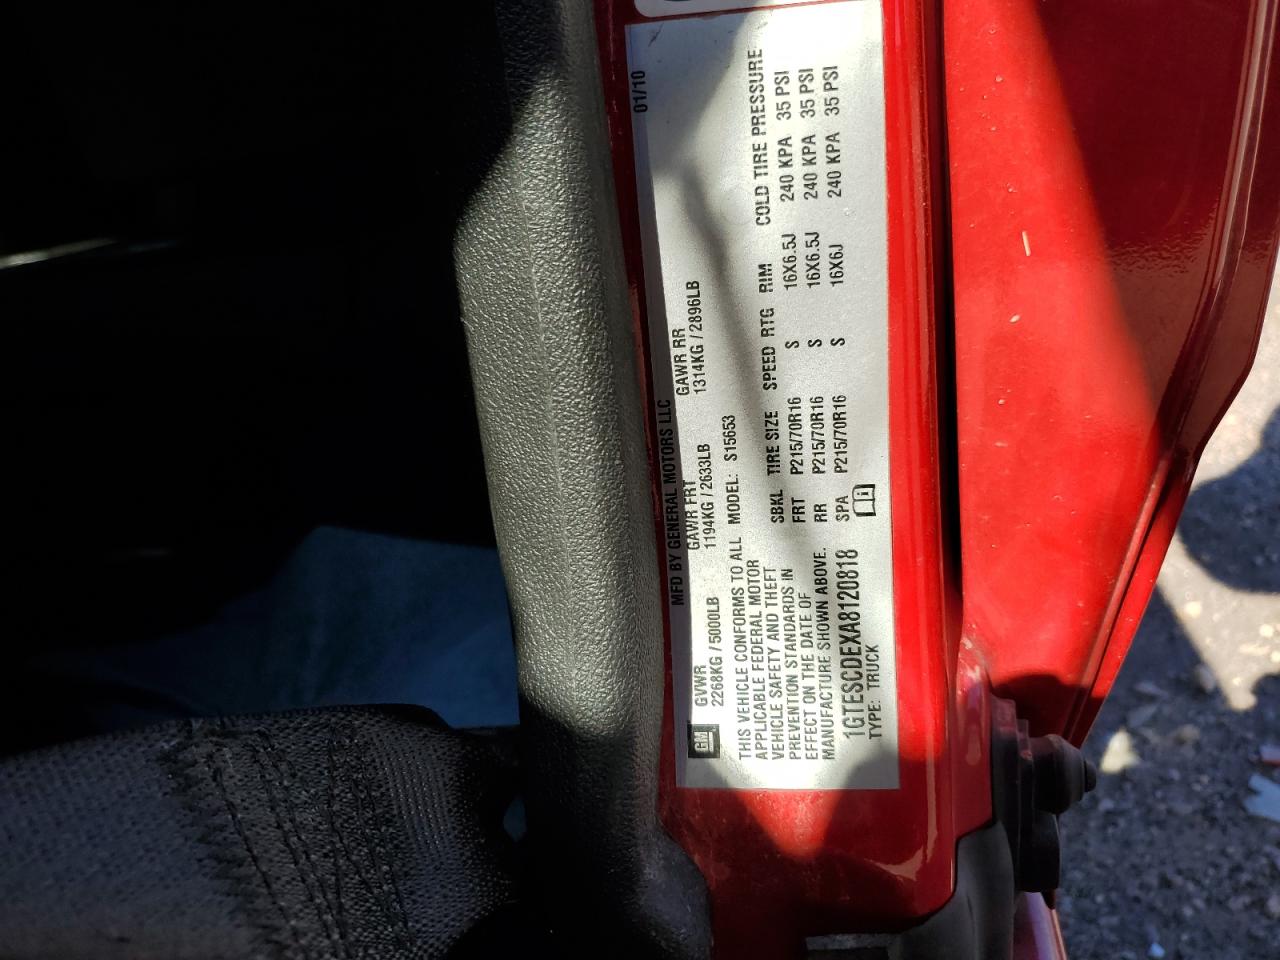 MFD BY GENERAL MOTORS LLC 01/10
GM GVWR GAWR FRT GAWR RR
2268KG / 5000LB 1194KG / 2633LB 1314KG / 2896LB
THIS VEHICLE CONFORMS TO ALL
APPLICABLE FEDERAL MOTOR
VEHICLE SAFETY AND THEFT
PREVENTION STANDARDS IN
EFFECT ON THE DATE OF
MANUFACTURE SHOWN ABOVE.
1GTESCDEXA8120818
TYPE: TRUCK
MODEL: S15653
SBKL TIRE SIZE SPEED RTG RIM COLD TIRE PRESSURE
FRT P215/70R16 S 16X6.5J 240 KPA 35 PSI
RR P215/70R16 S 16X6.5J 240 KPA 35 PSI
SPA P215/70R16 S 16X6J 240 KPA 35 PSI